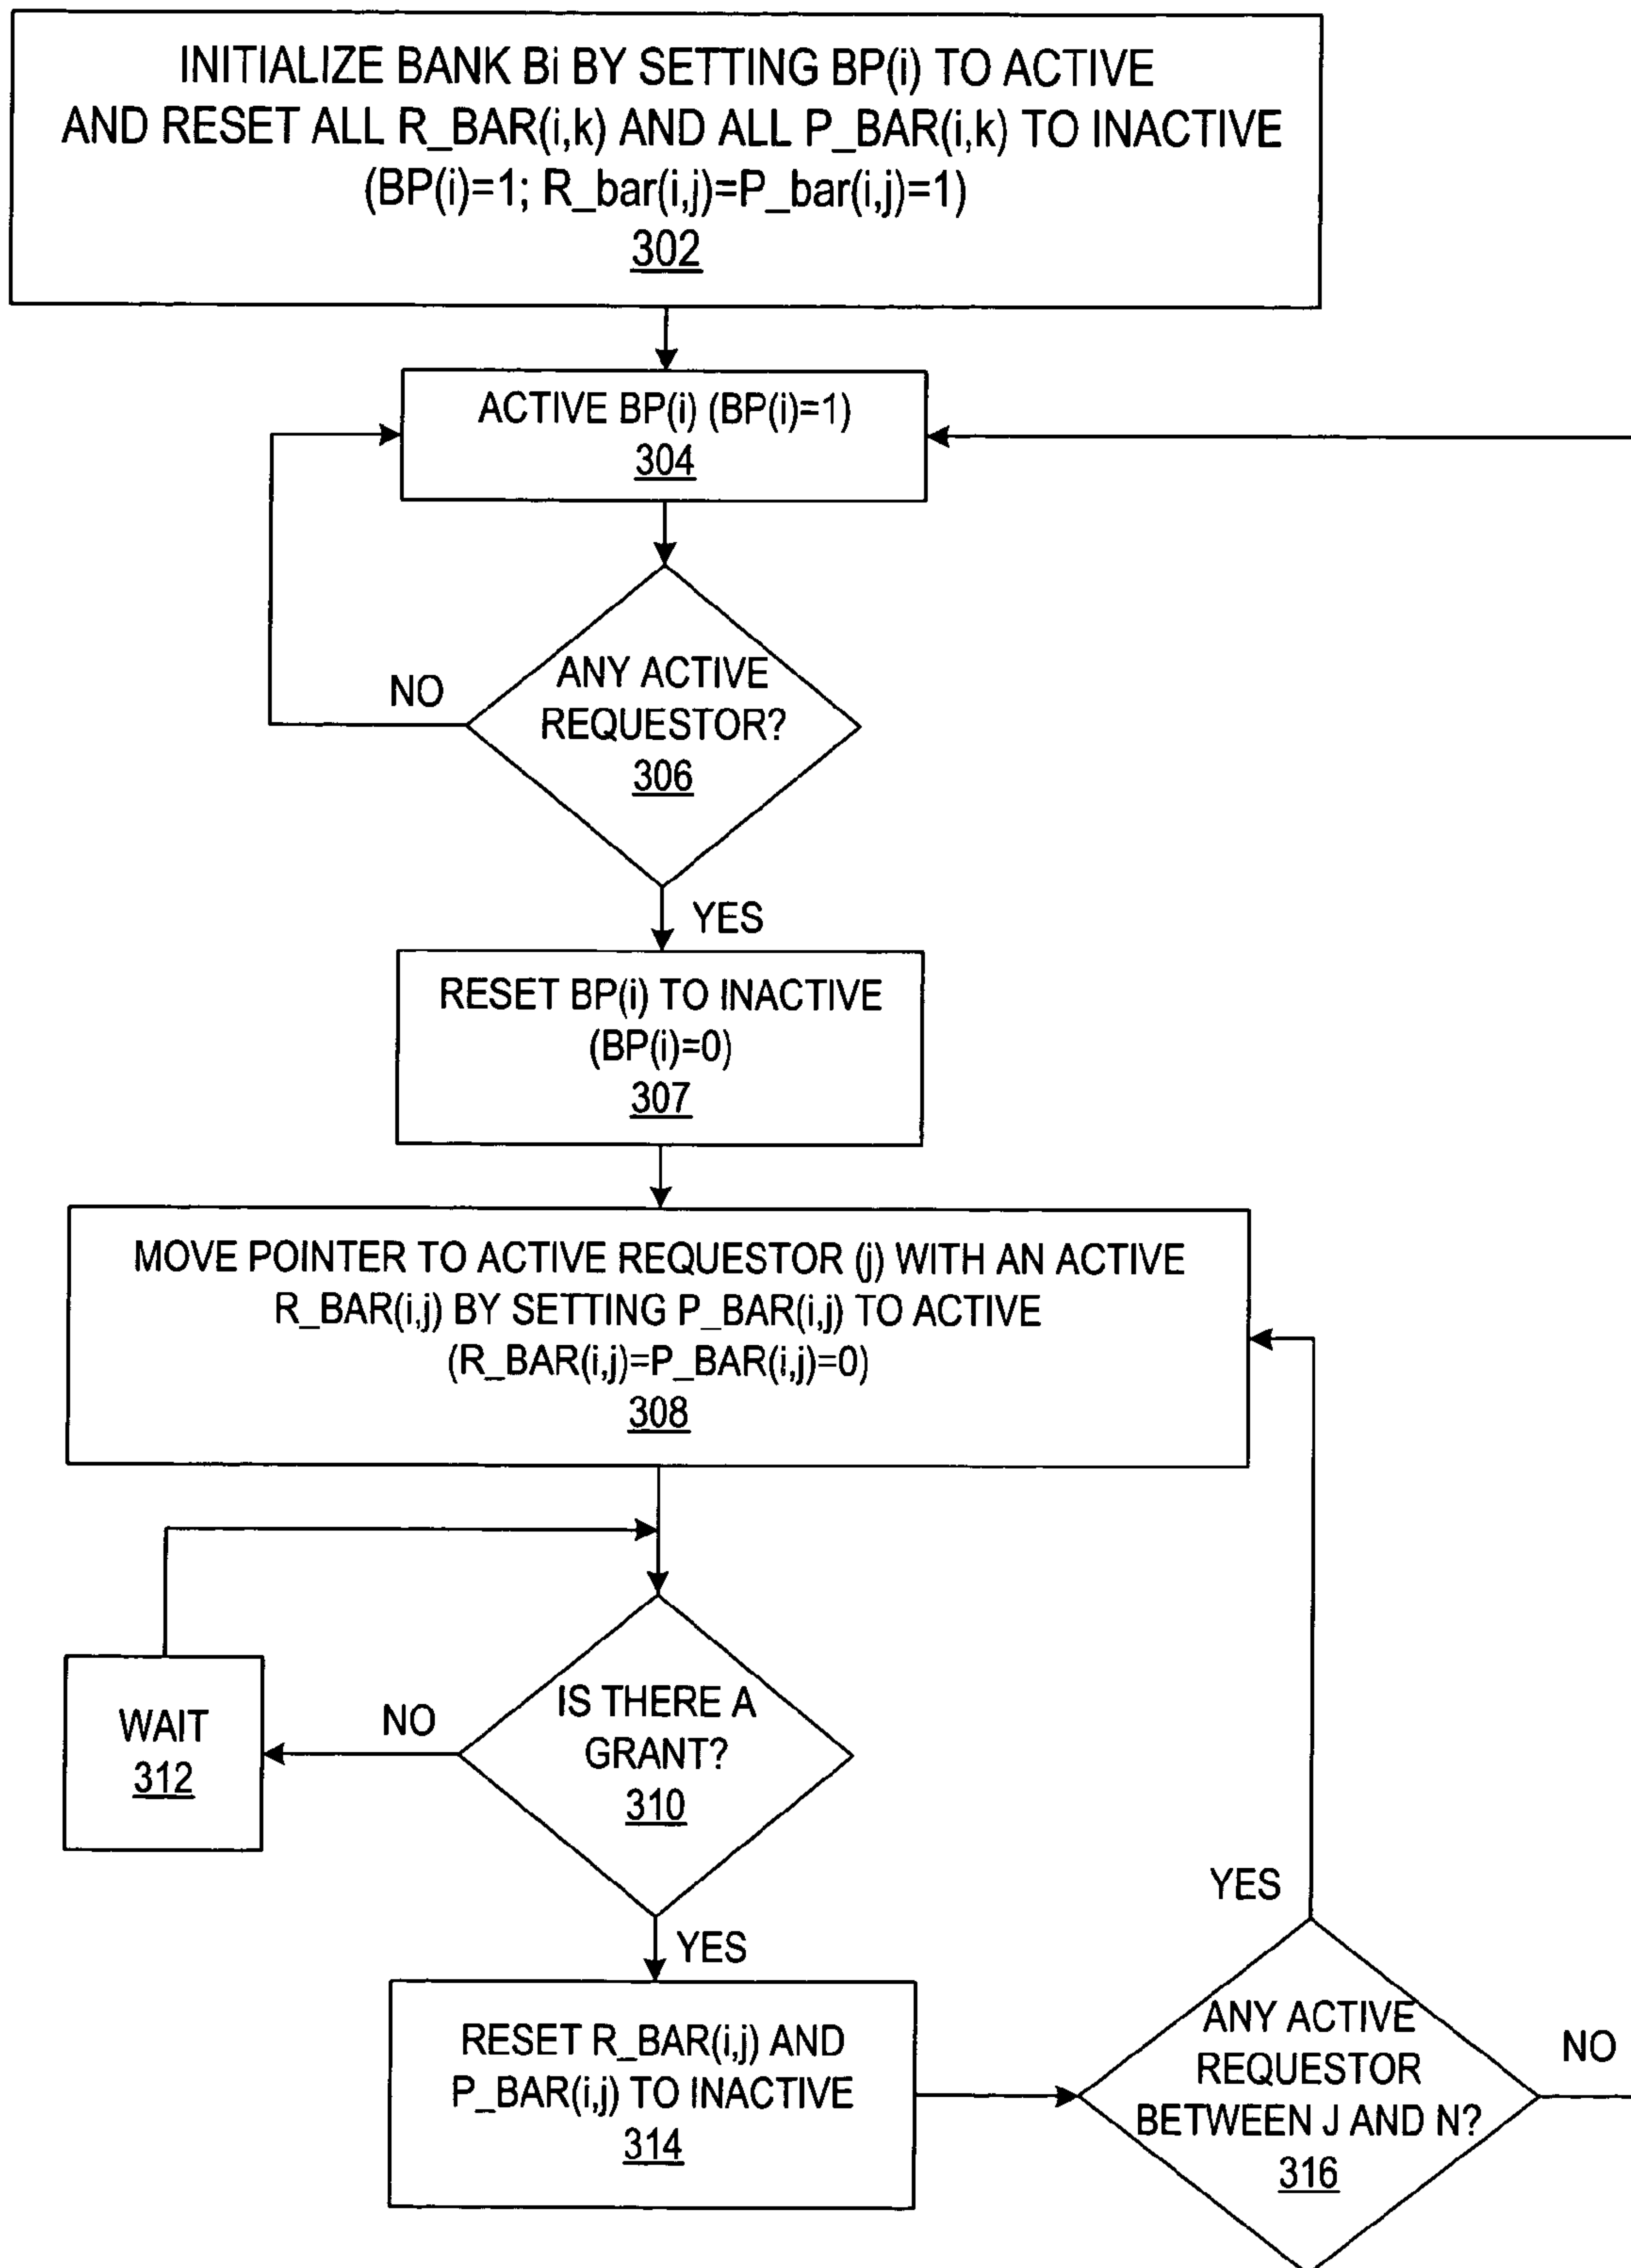 INITIALIZE BANK Bi BY SETTING BP(i) TO ACTIVE
AND RESET ALL R_BAR(i,k) AND ALL P_BAR(i,k) TO INACTIVE
(BP(i)=1; R_bar(i,j)=P_bar(i,j)=1)
302
ACTIVE BP(i) (BP(i)=1)
304
ANY ACTIVE
REQUESTOR?
306
NO
YES
RESET BP(i) TO INACTIVE
(BP(i)=0)
307
MOVE POINTER TO ACTIVE REQUESTOR (j) WITH AN ACTIVE
R_BAR(i,j) BY SETTING P_BAR(i,j) TO ACTIVE
(R_BAR(i,j)=P_BAR(i,j)=0)
308
IS THERE A
GRANT?
310
NO
WAIT
312
YES
RESET R_BAR(i,j) AND
P_BAR(i,j) TO INACTIVE
314
YES
ANY ACTIVE
REQUESTOR
BETWEEN J AND N?
316
NO